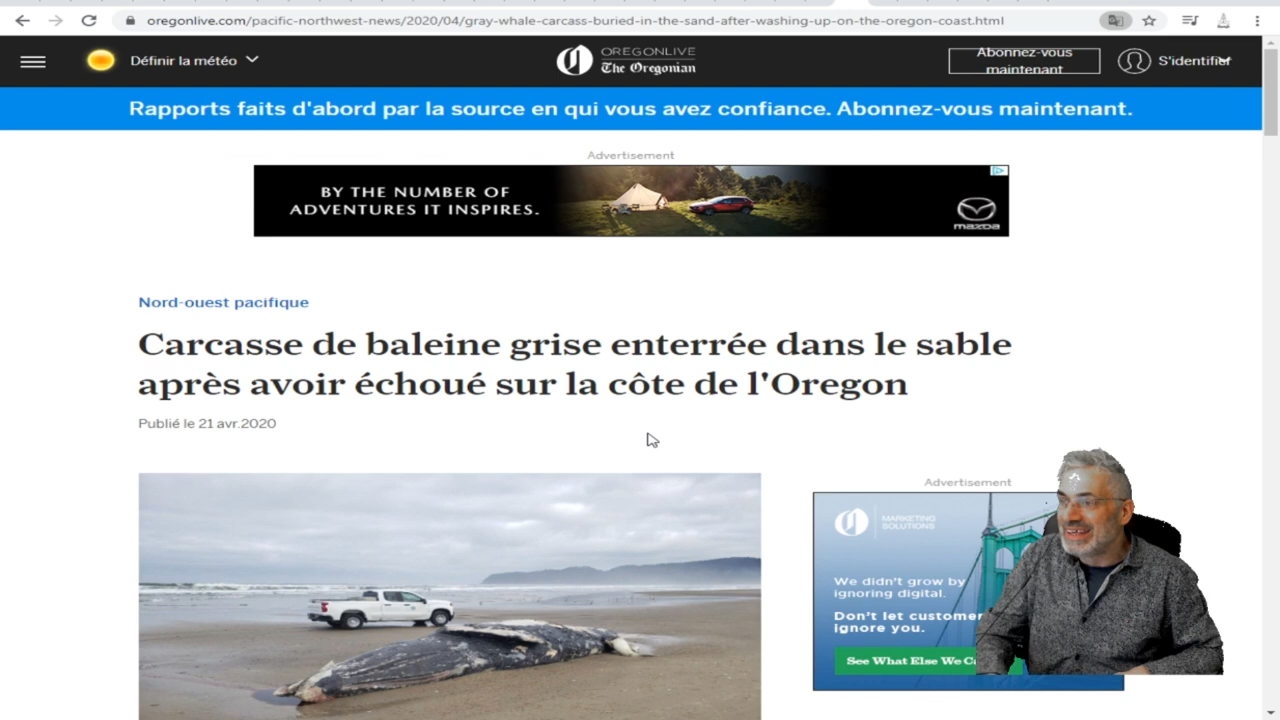 oregonlive.com/pacific-northwest-news/2020/04/gray-whale-carcass-buried-in-the-sand-after-washing-up-on-the-oregon-coast.html
Définir la météo
OREGONLIVE
The Oregonian
Abonnez-vous
maintenant
S'identifier
Rapports faits d'abord par la source en qui vous avez confiance. Abonnez-vous maintenant.
Advertisement
BY THE NUMBER OF
ADVENTURES IT INSPIRES.
mazda
Nord-ouest pacifique
Carcasse de baleine grise enterrée dans le sable
après avoir échoué sur la côte de l'Oregon
Publié le 21 avr.2020
Advertisement
MARKETING
SOLUTIONS
We didn't grow by
ignoring digital.
Don't let customer
ignore you.
See What Else We C